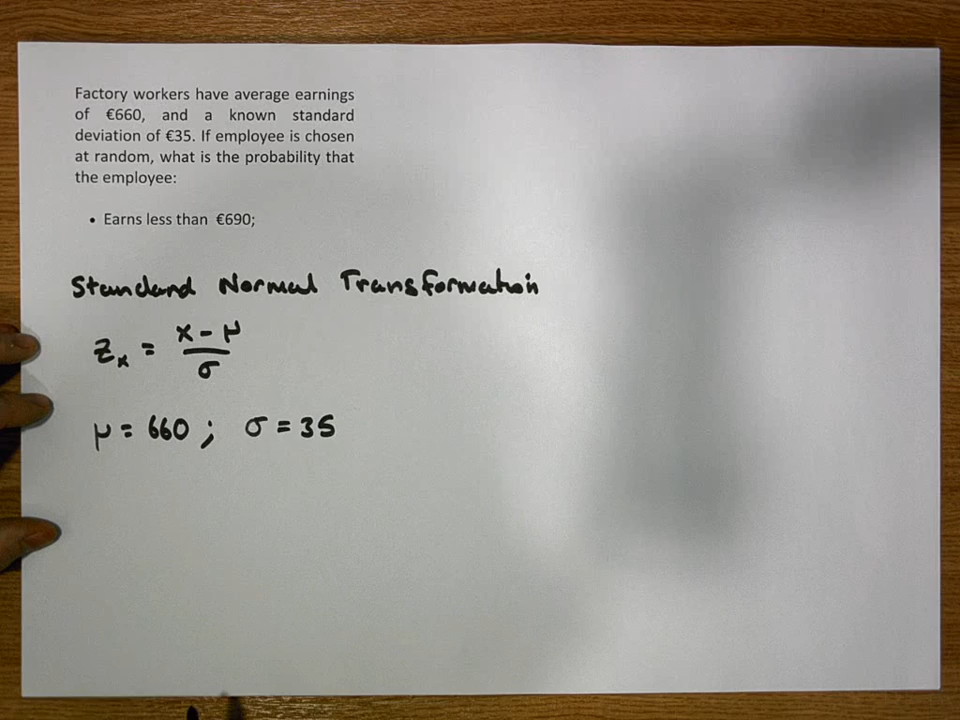 Factory workers have average earnings
of €660, and a known standard
deviation of €35. If employee is chosen
at random, what is the probability that
the employee:
• Earns less than €690;
Standard Normal Transformation
Zx = x - μ / σ
μ = 660 ; σ = 35